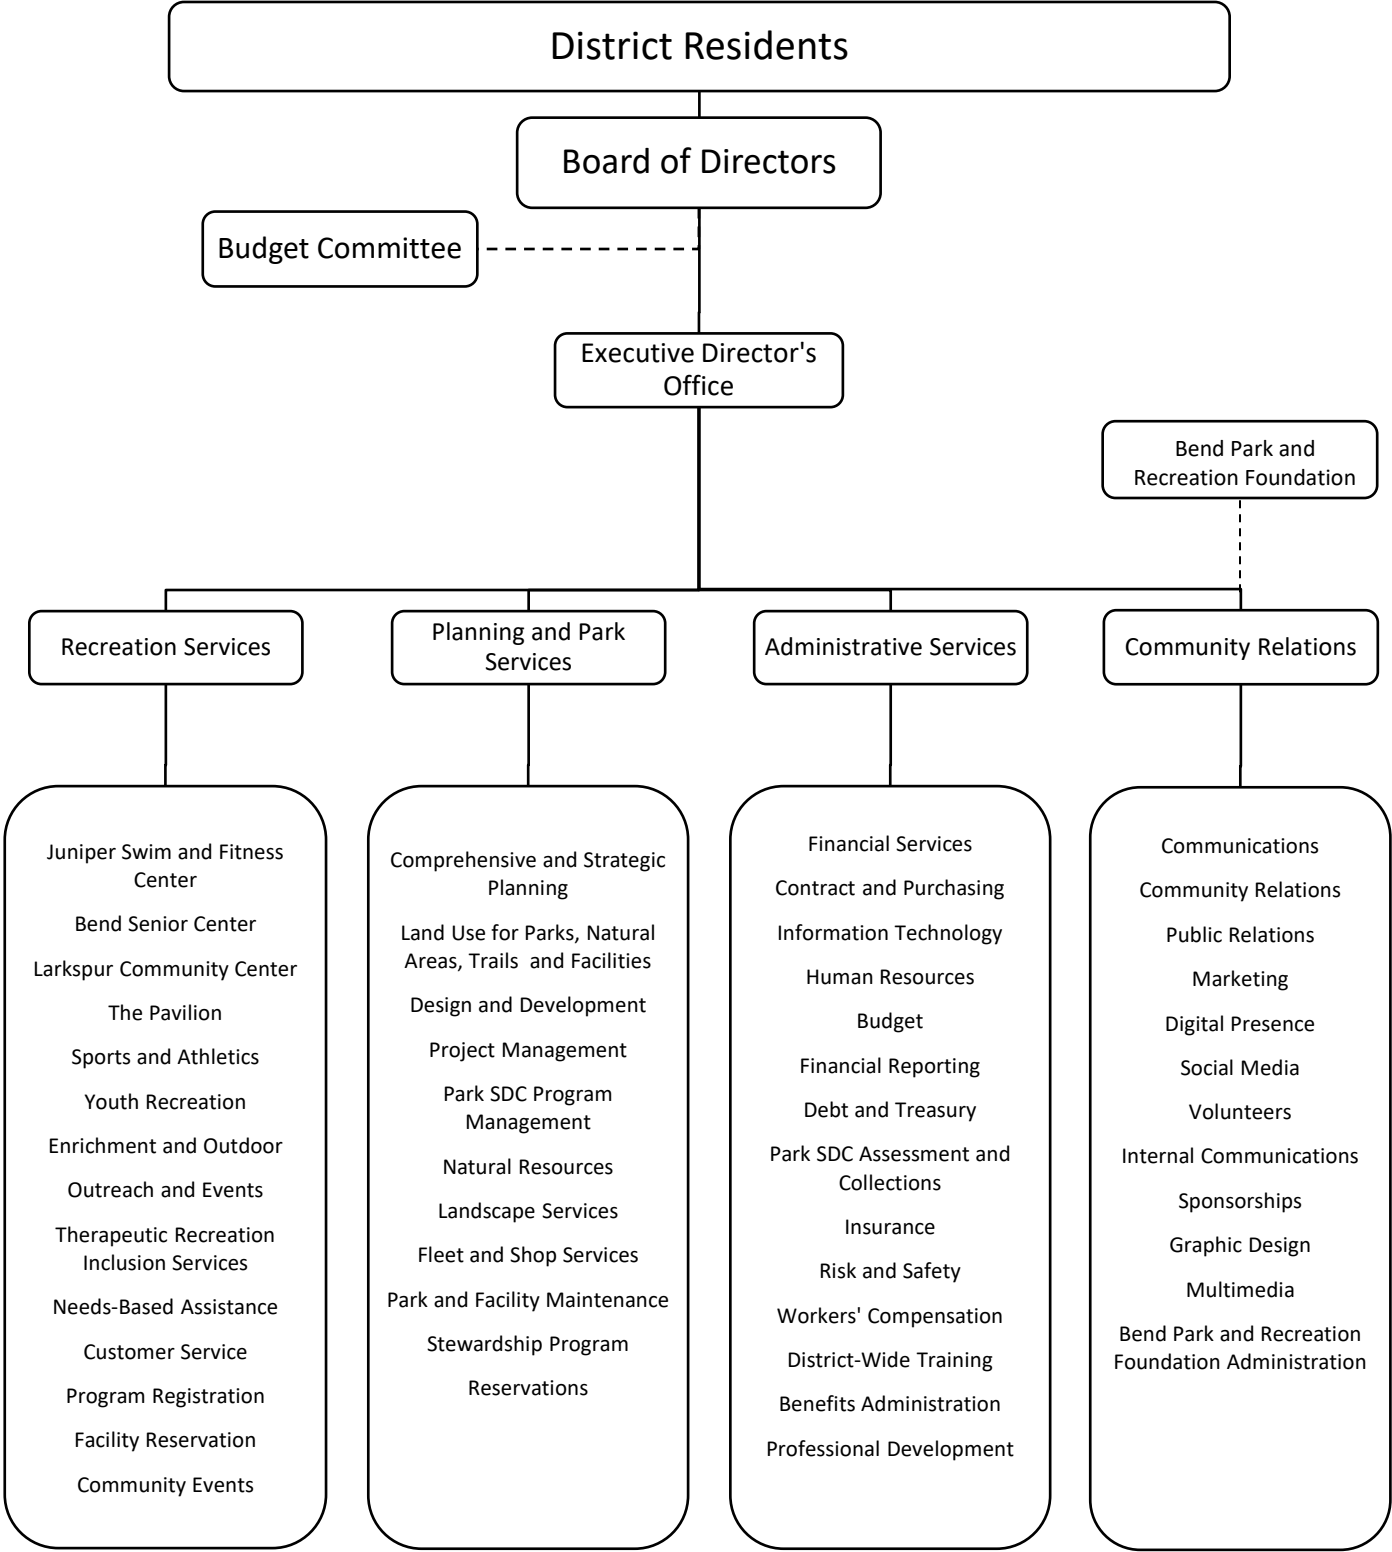 District Residents
Board of Directors
Budget Committee
Executive Director's
Office
Bend Park and
Recreation Foundation
Recreation Services
Planning and Park
Services
Administrative Services
Community Relations
Juniper Swim and Fitness
Center
Bend Senior Center
Larkspur Community Center
The Pavilion
Sports and Athletics
Youth Recreation
Enrichment and Outdoor
Outreach and Events
Therapeutic Recreation
Inclusion Services
Needs-Based Assistance
Customer Service
Program Registration
Facility Reservation
Community Events
Comprehensive and Strategic
Planning
Land Use for Parks, Natural
Areas, Trails and Facilities
Design and Development
Project Management
Park SDC Program
Management
Natural Resources
Landscape Services
Fleet and Shop Services
Park and Facility Maintenance
Stewardship Program
Reservations
Financial Services
Contract and Purchasing
Information Technology
Human Resources
Budget
Financial Reporting
Debt and Treasury
Park SDC Assessment and
Collections
Insurance
Risk and Safety
Workers' Compensation
District-Wide Training
Benefits Administration
Professional Development
Communications
Community Relations
Public Relations
Marketing
Digital Presence
Social Media
Volunteers
Internal Communications
Sponsorships
Graphic Design
Multimedia
Bend Park and Recreation
Foundation Administration